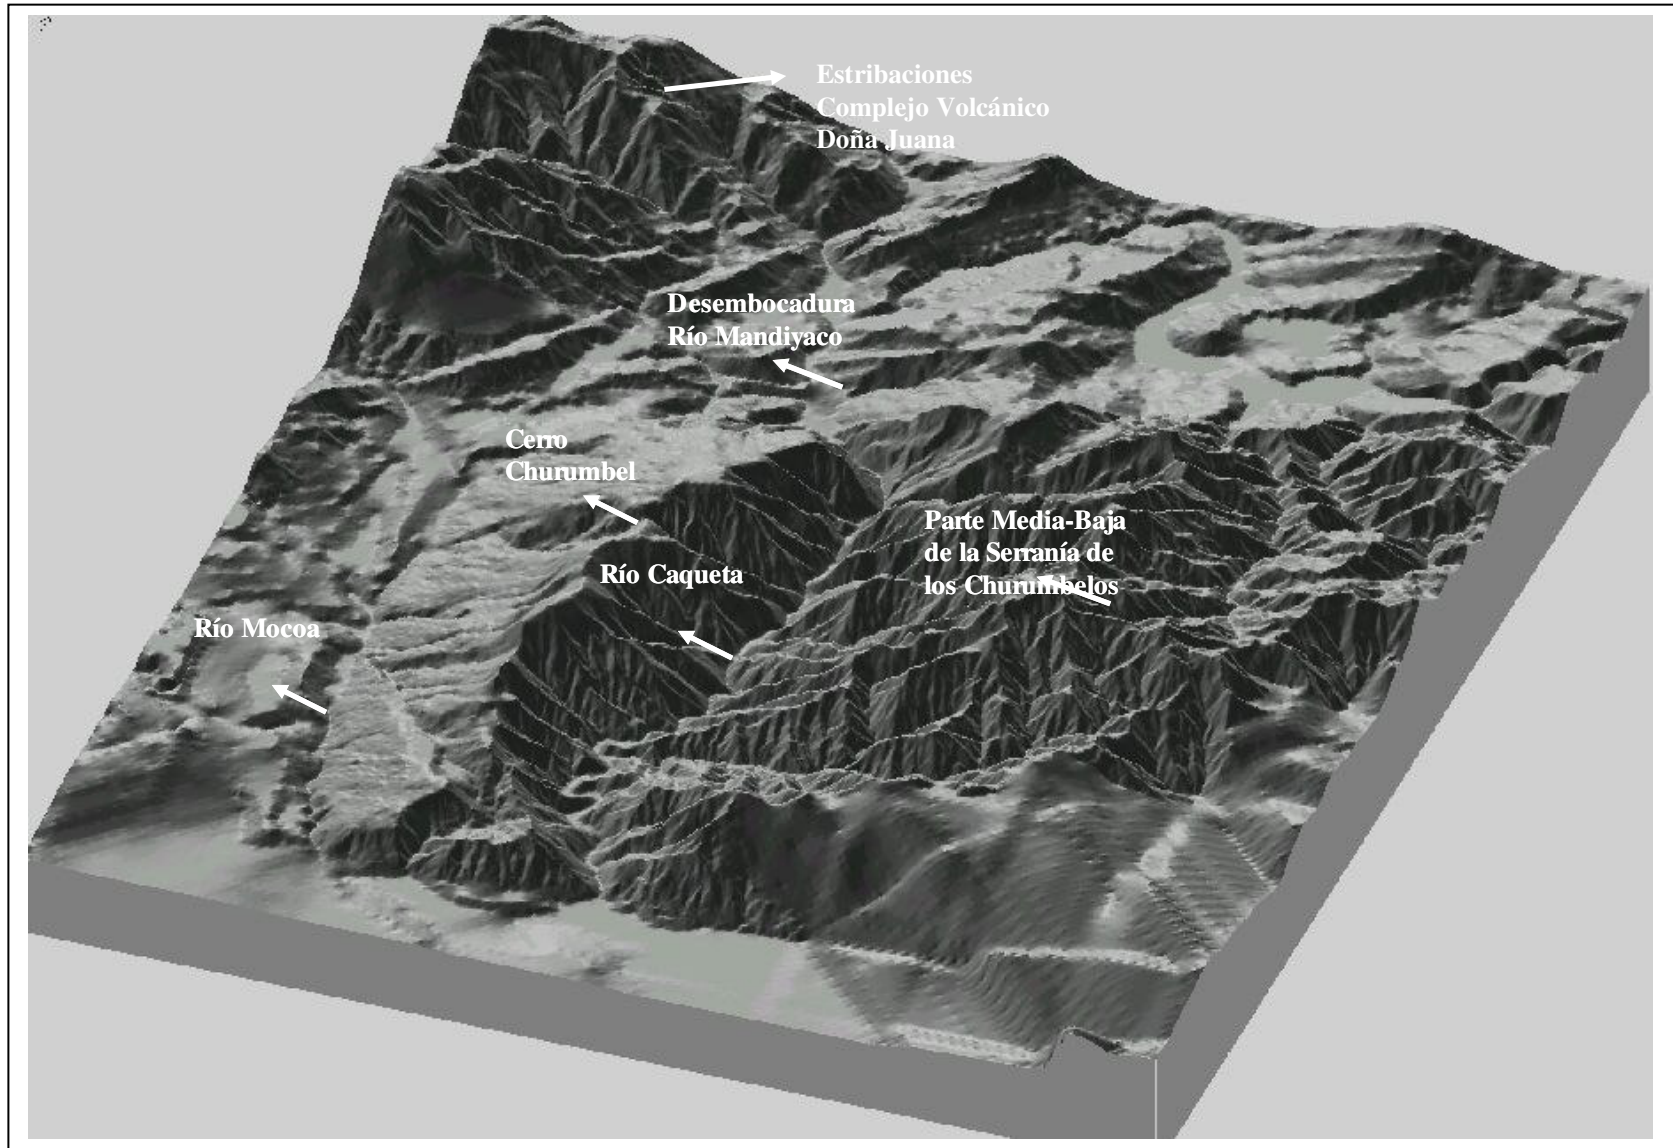 Estribaciones
Complejo Volcánico
Doña Juana
Desembocadura
Río Mandiyaco
Cerro
Churumbel
Parte Media-Baja
de la Serranía de
los Churumbelos
Río Caqueta
Río Mocoa